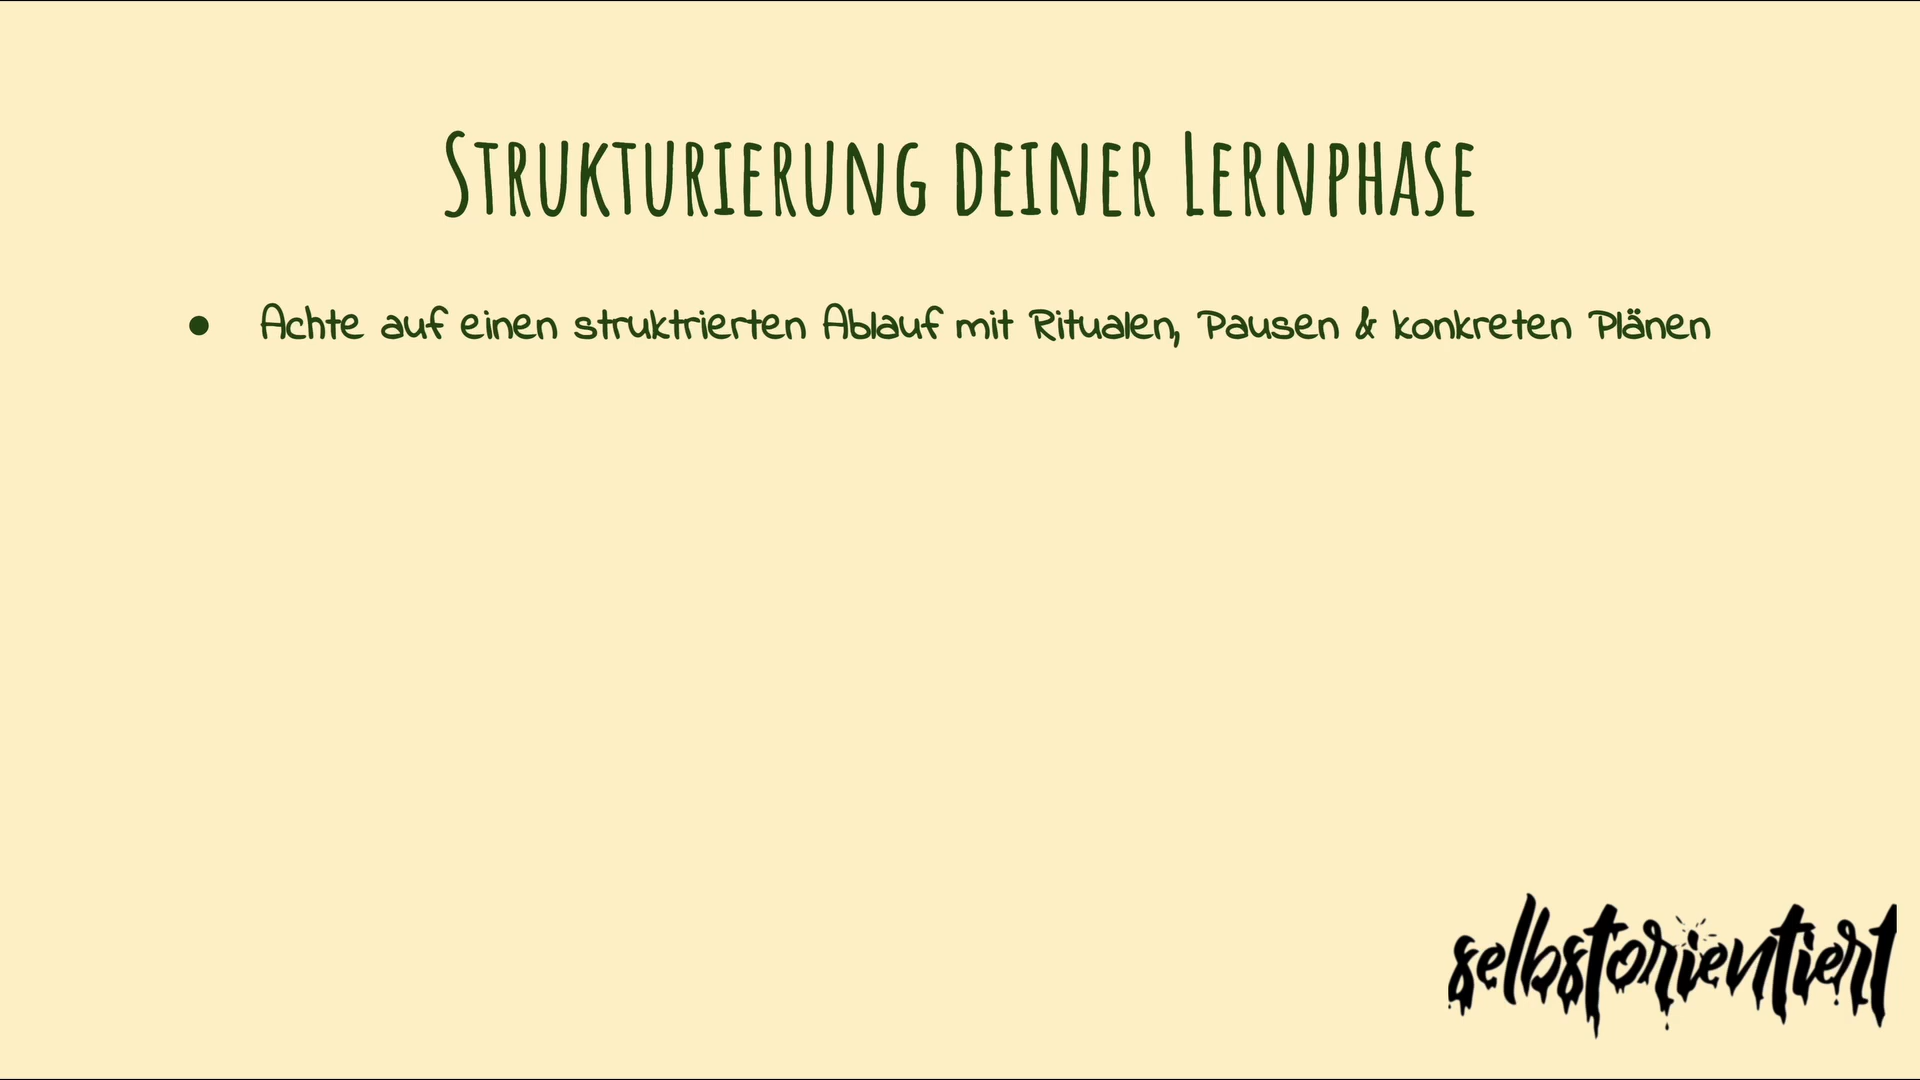 Strukturierung deiner Lernphase
● Achte auf einen struktrierten Ablauf mit Ritualen, Pausen & konkreten Plänen
selbstorientiert